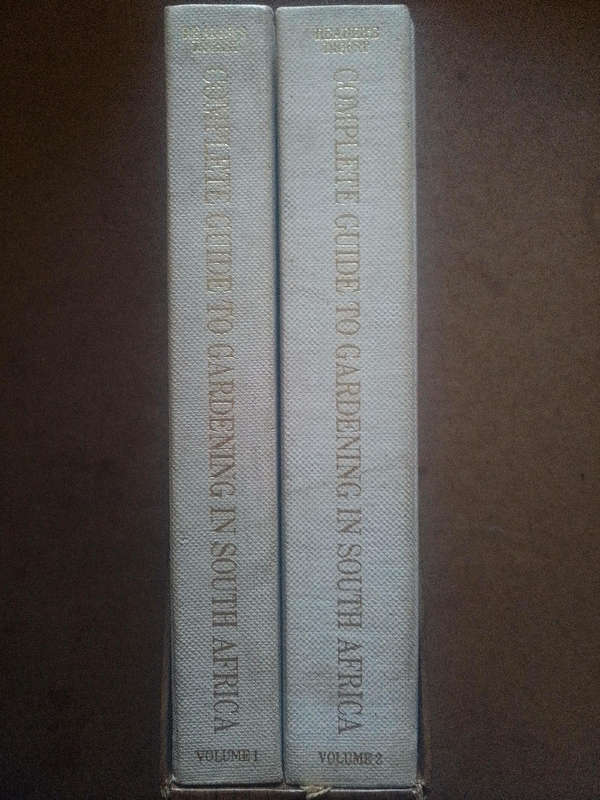 READER'S
DIGEST
COMPLETE GUIDE TO GARDENING IN SOUTH AFRICA
VOLUME 1
READER'S
DIGEST
COMPLETE GUIDE TO GARDENING IN SOUTH AFRICA
VOLUME 2